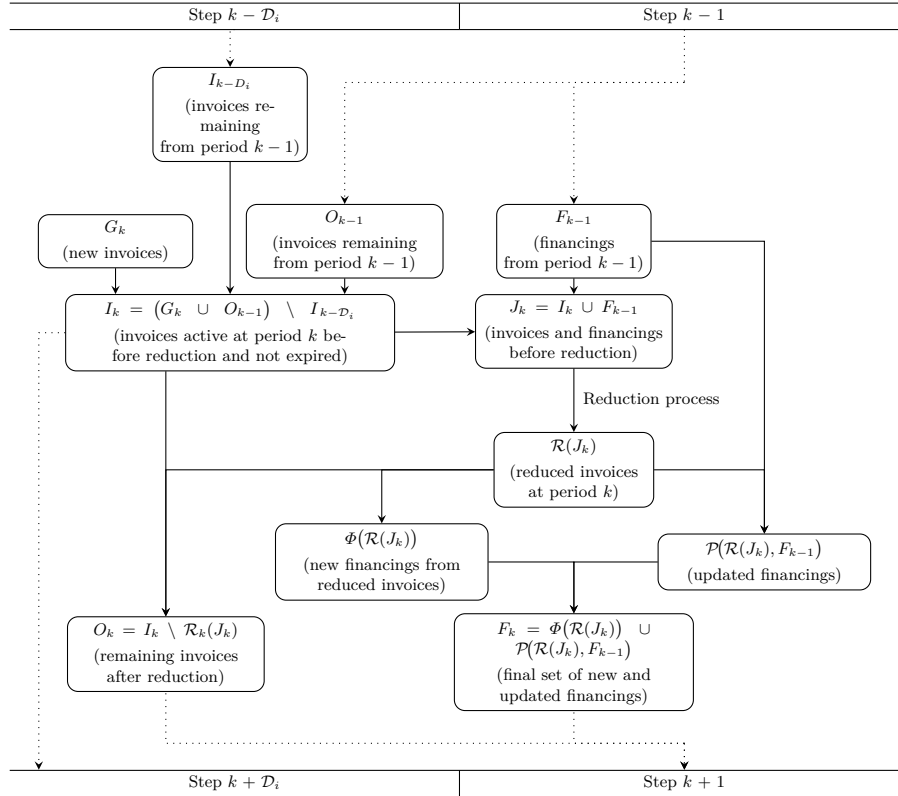 Step k − 𝒟_i
Step k − 1
I_{k−D_i}
(invoices re-
maining
from period k − 1)
G_k
(new invoices)
O_{k−1}
(invoices remaining
from period k − 1)
F_{k−1}
(financings
from period k − 1)
I_k = (G_k ∪ O_{k−1}) \ I_{k−𝒟_i}
(invoices active at period k be-
fore reduction and not expired)
J_k = I_k ∪ F_{k−1}
(invoices and financings
before reduction)
Reduction process
ℛ(J_k)
(reduced invoices
at period k)
Φ(ℛ(J_k))
(new financings from
reduced invoices)
𝒫(ℛ(J_k), F_{k−1})
(updated financings)
O_k = I_k \ ℛ_k(J_k)
(remaining invoices
after reduction)
F_k = Φ(ℛ(J_k)) ∪
𝒫(ℛ(J_k), F_{k−1})
(final set of new and
updated financings)
Step k + 𝒟_i
Step k + 1